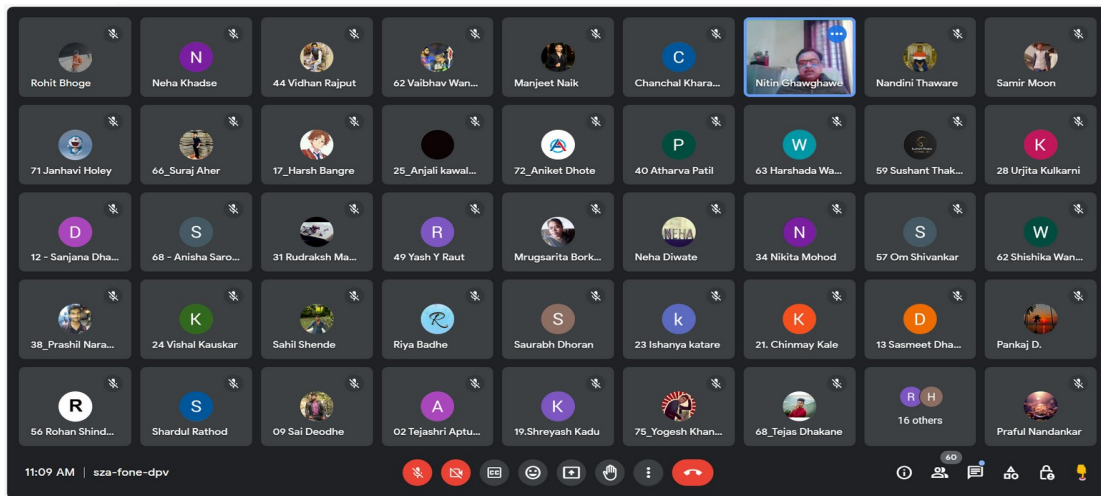 Rohit Bhoge
N
Neha Khadse
44 Vidhan Rajput
62 Vaibhav Wan...
Manjeet Naik
C
Chanchal Khara...
Nitin Ghawghawe
Nandini Thaware
Samir Moon
71 Janhavi Holey
66_Suraj Aher
17_Harsh Bangre
25_Anjali kawal...
72_Aniket Dhote
P
40 Atharva Patil
W
63 Harshada Wa...
59 Sushant Thak...
K
28 Urjita Kulkarni
D
12 - Sanjana Dha...
S
68 - Anisha Saro...
31 Rudraksh Ma...
R
49 Yash Y Raut
Mrugsarita Bork...
NEHA
Neha Diwate
N
34 Nikita Mohod
S
57 Om Shivankar
W
62 Shishika Wan...
38_Prashil Nara...
K
24 Vishal Kauskar
Sahil Shende
R
Riya Badhe
S
Saurabh Dhoran
k
23 Ishanya katare
K
21. Chinmay Kale
D
13 Sasmeet Dha...
Pankaj D.
R
56 Rohan Shind...
S
Shardul Rathod
09 Sai Deodhe
A
02 Tejashri Aptu...
K
19.Shreyash Kadu
75_Yogesh Khan...
68_Tejas Dhakane
R H
16 others
Praful Nandankar
11:09 AM | sza-fone-dpv
CC
60